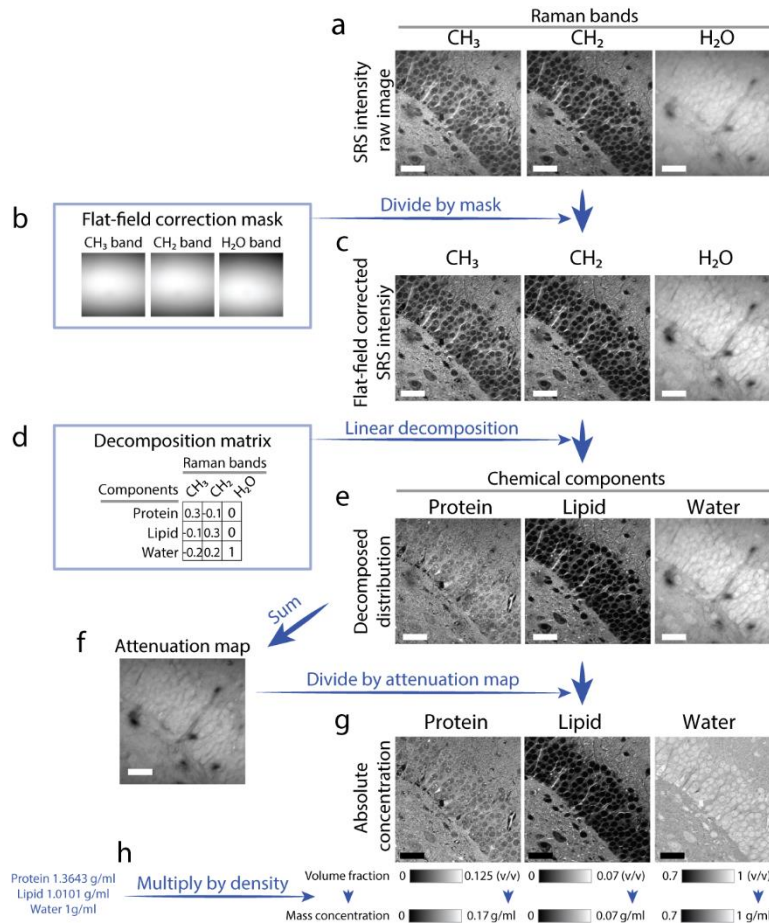 a
Raman bands
CH₃ CH₂ H₂O
SRS intensity
raw image
b
Flat-field correction mask
CH₃ band CH₂ band H₂O band
Divide by mask
c
CH₃ CH₂ H₂O
Flat-field corrected
SRS intensiy
d
Decomposition matrix
Raman bands
Components CH₃ CH₂ H₂O
Protein 0.3 -0.1 0
Lipid -0.1 0.3 0
Water -0.2 0.2 1
Linear decomposition
Chemical components
e
Protein Lipid Water
Decomposed
distribution
Sum
f
Attenuation map
Divide by attenuation map
g
Protein Lipid Water
Absolute
concentration
h
Protein 1.3643 g/ml
Lipid 1.0101 g/ml
Water 1g/ml
Multiply by density
Volume fraction 0 0.125 (v/v) 0 0.07 (v/v) 0.7 1 (v/v)
Mass concentration 0 0.17 g/ml 0 0.07 g/ml 0.7 1 g/m